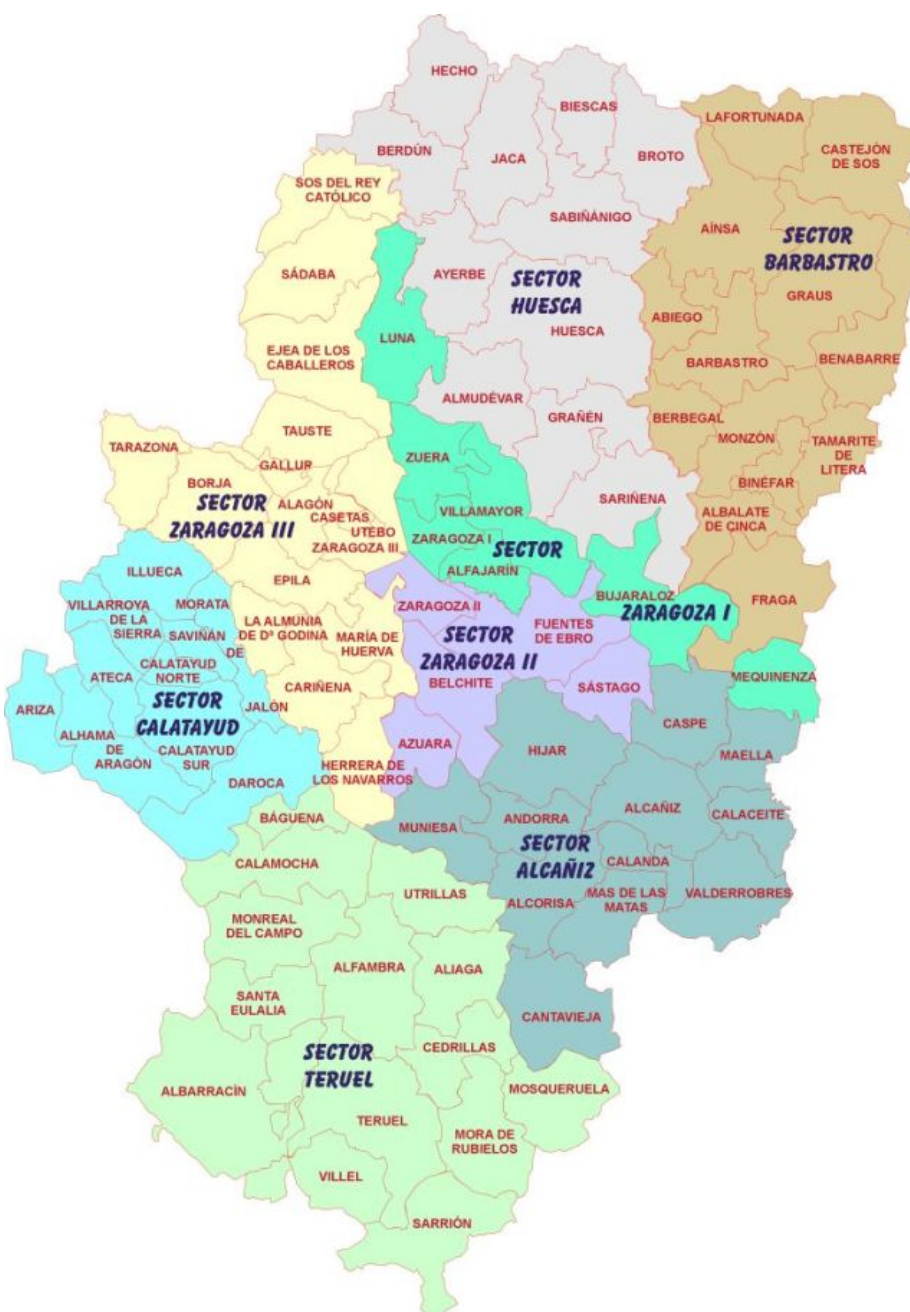 HECHO
BIESCAS
LAFORTUNADA
BERDÚN
JACA
BROTO
CASTEJÓN
DE SOS
SOS DEL REY
CATÓLICO
SABIÑÁNIGO
AÍNSA
SECTOR
BARBASTRO
SÁDABA
AYERBE
SECTOR
HUESCA
GRAUS
LUNA
HUESCA
ABIEGO
EJEA DE LOS
CABALLEROS
BARBASTRO
BENABARRE
ALMUDÉVAR
GRAÑÉN
BERBEGAL
TAUSTE
MONZÓN
TAMARITE
DE
LITERA
TARAZONA
ZUERA
GALLUR
BINÉFAR
BORJA
SARIÑENA
SECTOR
ZARAGOZA III
ALAGÓN
CASETAS
UTEBO
ZARAGOZA III
VILLAMAYOR
ZARAGOZA I
ALFAJARÍN
SECTOR
ZARAGOZA I
ALBALATE
DE CINCA
ILLUECA
EPILA
BUJARALOZ
FRAGA
VILLARROYA
DE LA
SIERRA
MORATA
SAVIÑÁN
DE
JALÓN
LA ALMUNIA
DE Dª GODINA
MARÍA DE
HUERVA
ZARAGOZA II
SECTOR
ZARAGOZA II
FUENTES
DE EBRO
BELCHITE
MEQUINENZA
ATECA
CALATAYUD
NORTE
CARIÑENA
SÁSTAGO
ARIZA
SECTOR
CALATAYUD
CASPE
ALHAMA
DE
ARAGÓN
CALATAYUD
SUR
AZUARA
HIJAR
MAELLA
DAROCA
HERRERA DE
LOS NAVARROS
BÁGUENA
MUNIESA
ANDORRA
ALCAÑIZ
CALACEITE
SECTOR
ALCAÑIZ
CALAMOCHA
CALANDA
UTRILLAS
ALCORISA
MAS DE LAS
MATAS
VALDERROBRES
MONREAL
DEL CAMPO
ALFAMBRA
ALIAGA
SANTA
EULALIA
CANTAVIEJA
SECTOR
TERUEL
CEDRILLAS
ALBARRACÌN
MOSQUERUELA
TERUEL
MORA DE
RUBIELOS
VILLEL
SARRIÓN